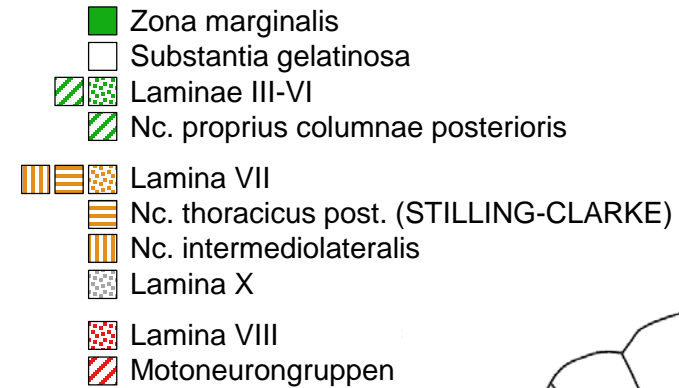 Zona marginalis
Substantia gelatinosa
Laminae III-VI
Nc. proprius columnae posterioris
Lamina VII
Nc. thoracicus post. (STILLING-CLARKE)
Nc. intermediolateralis
Lamina X
Lamina VIII
Motoneurongruppen